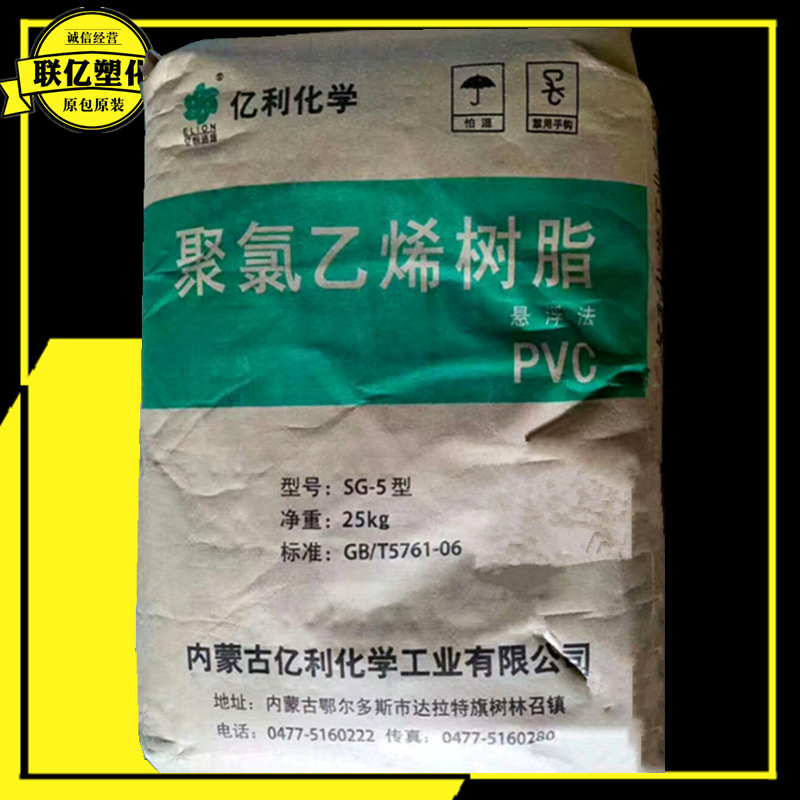 诚信经营
联亿塑化
原包原装
亿利化学
ELION
怕湿
禁用手钩
聚氯乙烯树脂
悬浮法
PVC
型号：SG-5型
净重：25kg
标准：GB/T5761-06
内蒙古亿利化学工业有限公司
地址：内蒙古鄂尔多斯市达拉特旗树林召镇
电话：0477-5160222 传真：0477-5160280